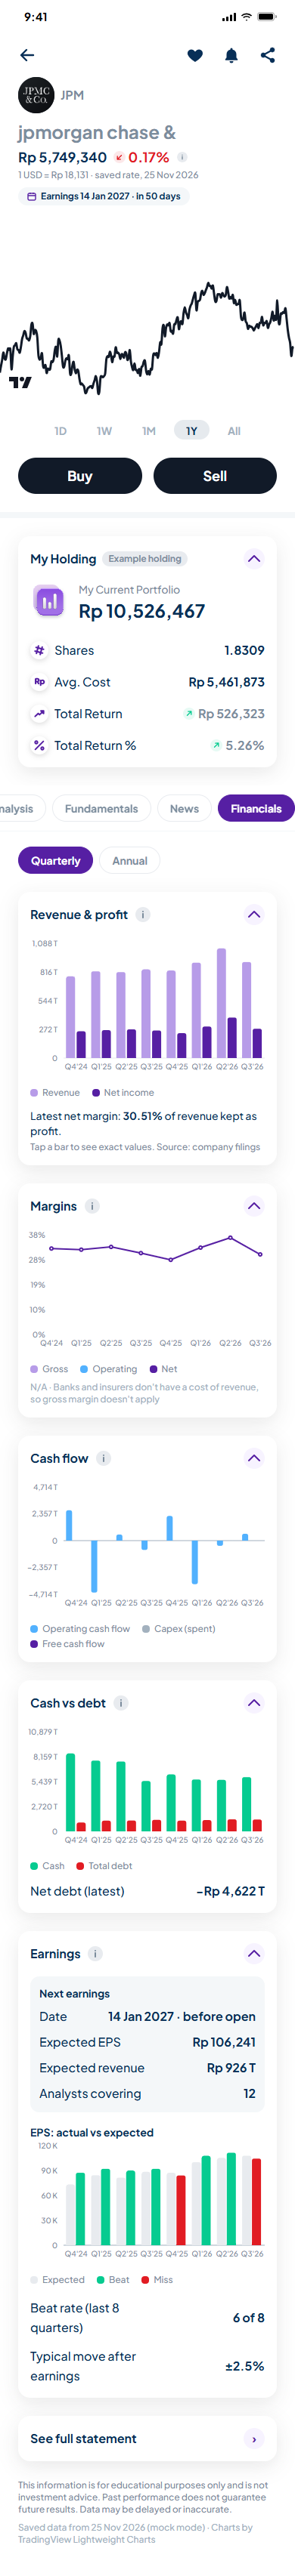 9:41
JPMC
&CO.
JPM
jpmorgan chase &
Rp 5,749,340 0.17% i
1 USD = Rp 18,131 · saved rate, 25 Nov 2026
Earnings 14 Jan 2027 · in 50 days
1D 1W 1M 1Y All
Buy Sell
My Holding Example holding
My Current Portfolio
Rp 10,526,467
Shares 1.8309
Rp Avg. Cost Rp 5,461,873
Total Return Rp 526,323
Total Return % 5.26%
nalysis Fundamentals News Financials
Quarterly Annual
Revenue & profit i
1,088 T
816 T
544 T
272 T
0
Q4'24 Q1'25 Q2'25 Q3'25 Q4'25 Q1'26 Q2'26 Q3'26
Revenue Net income
Latest net margin: 30.51% of revenue kept as
profit.
Tap a bar to see exact values. Source: company filings
Margins i
38%
28%
19%
10%
0%
Q4'24 Q1'25 Q2'25 Q3'25 Q4'25 Q1'26 Q2'26 Q3'26
Gross Operating Net
N/A · Banks and insurers don't have a cost of revenue,
so gross margin doesn't apply
Cash flow i
4,714 T
2,357 T
0
-2,357 T
-4,714 T
Q4'24 Q1'25 Q2'25 Q3'25 Q4'25 Q1'26 Q2'26 Q3'26
Operating cash flow Capex (spent)
Free cash flow
Cash vs debt i
10,879 T
8,159 T
5,439 T
2,720 T
0
Q4'24 Q1'25 Q2'25 Q3'25 Q4'25 Q1'26 Q2'26 Q3'26
Cash Total debt
Net debt (latest) -Rp 4,622 T
Earnings i
Next earnings
Date 14 Jan 2027 · before open
Expected EPS Rp 106,241
Expected revenue Rp 926 T
Analysts covering 12
EPS: actual vs expected
120 K
90 K
60 K
30 K
0
Q4'24 Q1'25 Q2'25 Q3'25 Q4'25 Q1'26 Q2'26 Q3'26
Expected Beat Miss
Beat rate (last 8
quarters) 6 of 8
Typical move after
earnings ±2.5%
See full statement
This information is for educational purposes only and is not
investment advice. Past performance does not guarantee
future results. Data may be delayed or inaccurate.
Saved data from 25 Nov 2026 (mock mode) · Charts by
TradingView Lightweight Charts